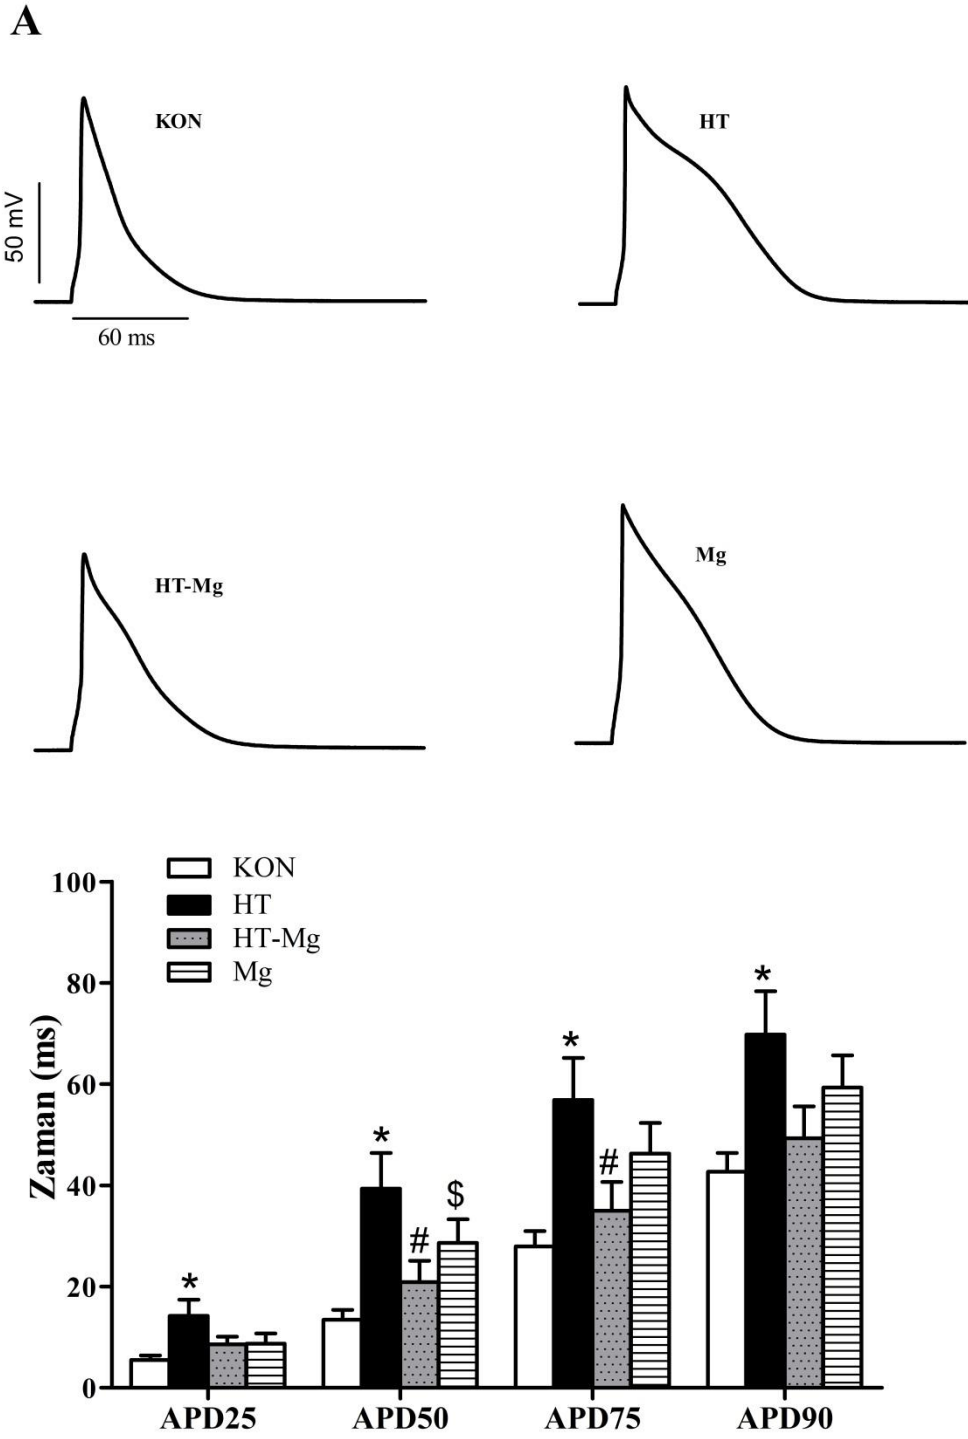 A
KON
HT
50 mV
60 ms
HT-Mg
Mg
KON
HT
HT-Mg
Mg
Zaman (ms)
100
80
60
40
20
0
*
*
#
$
*
#
*
APD25
APD50
APD75
APD90